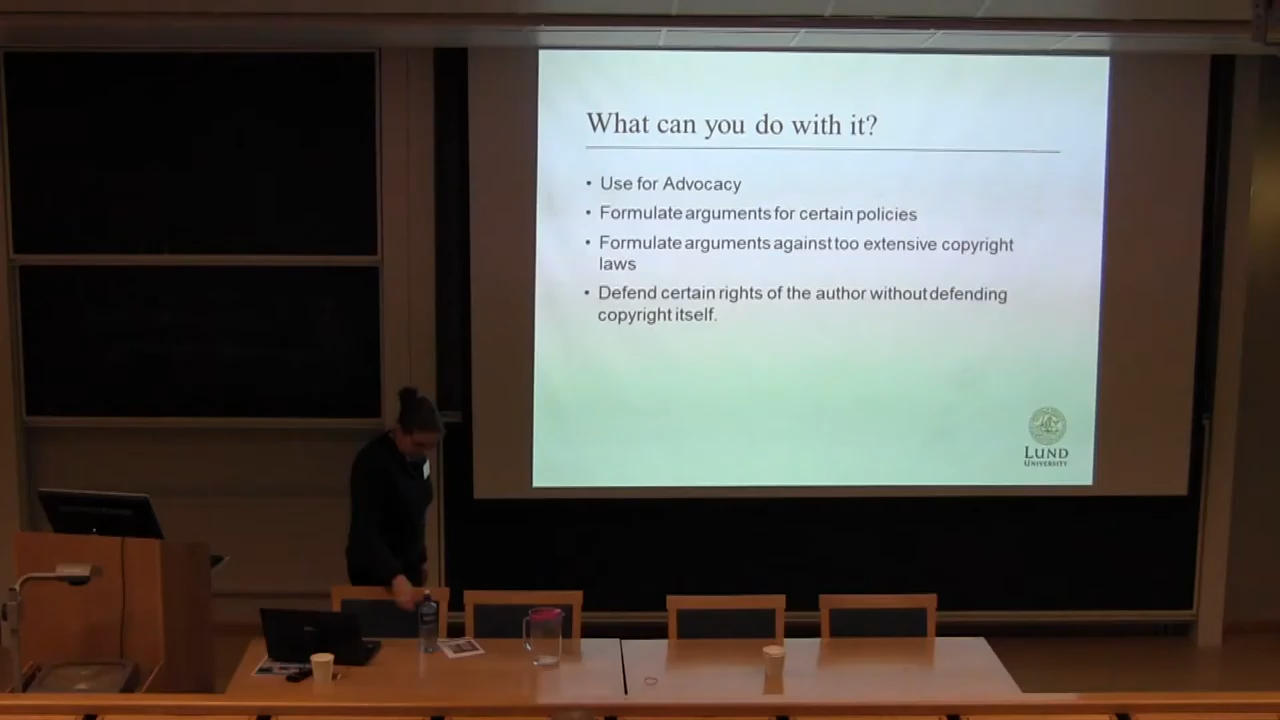 What can you do with it?
• Use for Advocacy
• Formulate arguments for certain policies
• Formulate arguments against too extensive copyright
laws
• Defend certain rights of the author without defending
copyright itself.
LUND
UNIVERSITY